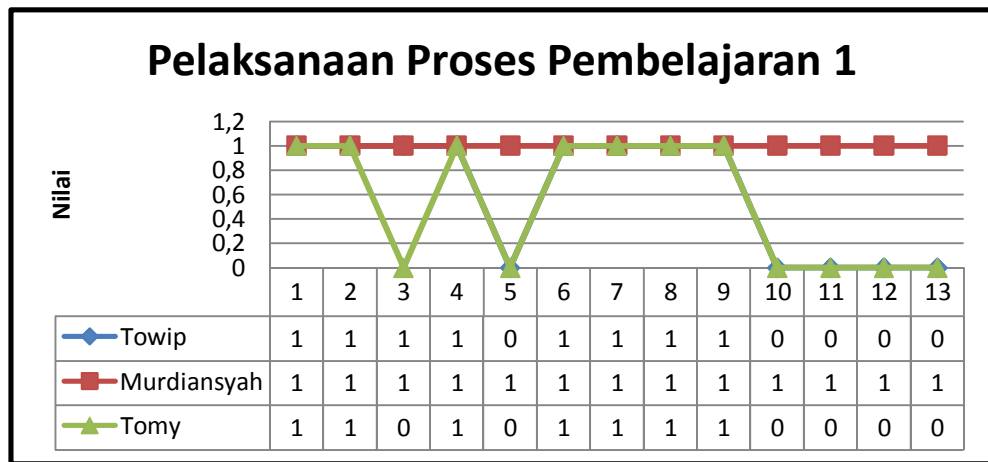 Pelaksanaan Proses Pembelajaran 1
Nilai
1,2
1
0,8
0,6
0,4
0,2
0
1 2 3 4 5 6 7 8 9 10 11 12 13
Towip 1 1 1 1 0 1 1 1 1 0 0 0 0
Murdiansyah 1 1 1 1 1 1 1 1 1 1 1 1 1
Tomy 1 1 0 1 0 1 1 1 1 0 0 0 0